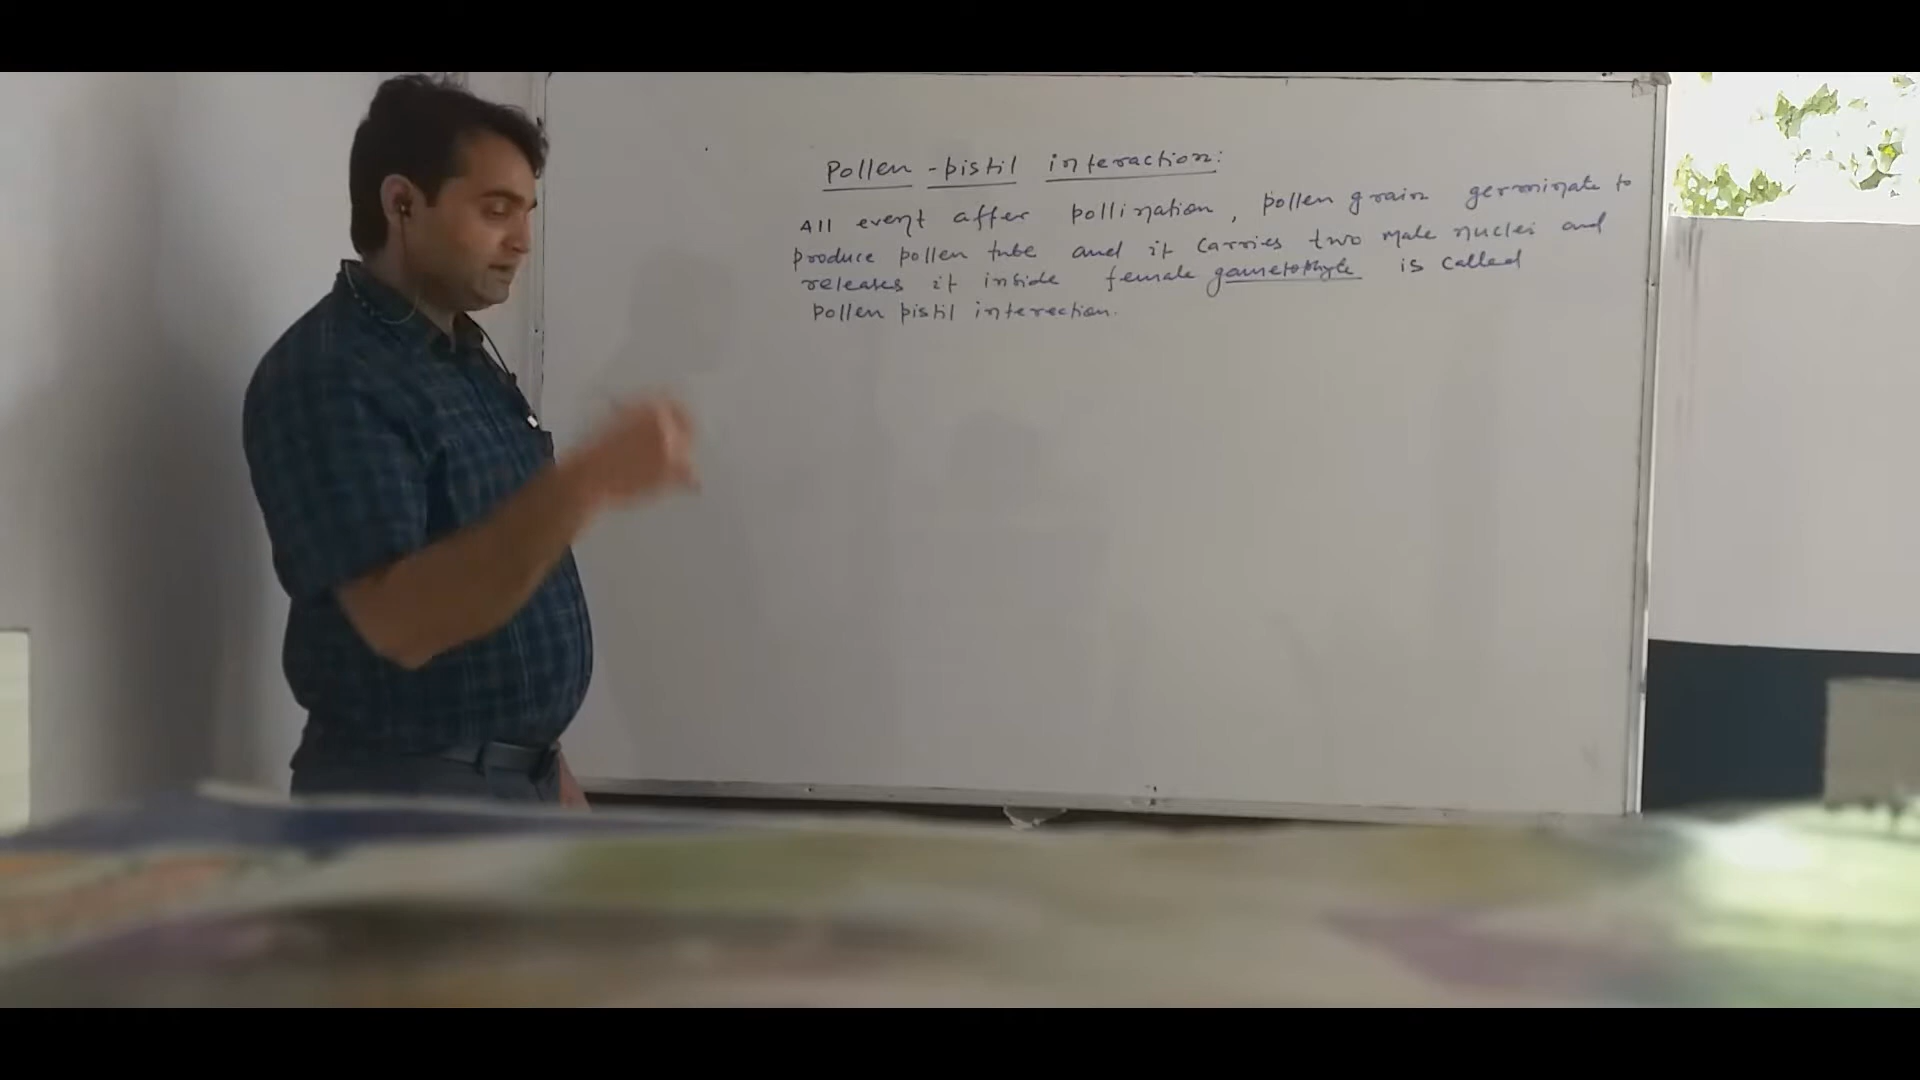 Pollen-pistil interaction:
All event after pollination, pollen grain germinate to
produce pollen tube and it carries two male nuclei and
releases it inside female gametophyte is called
pollen pistil interection.